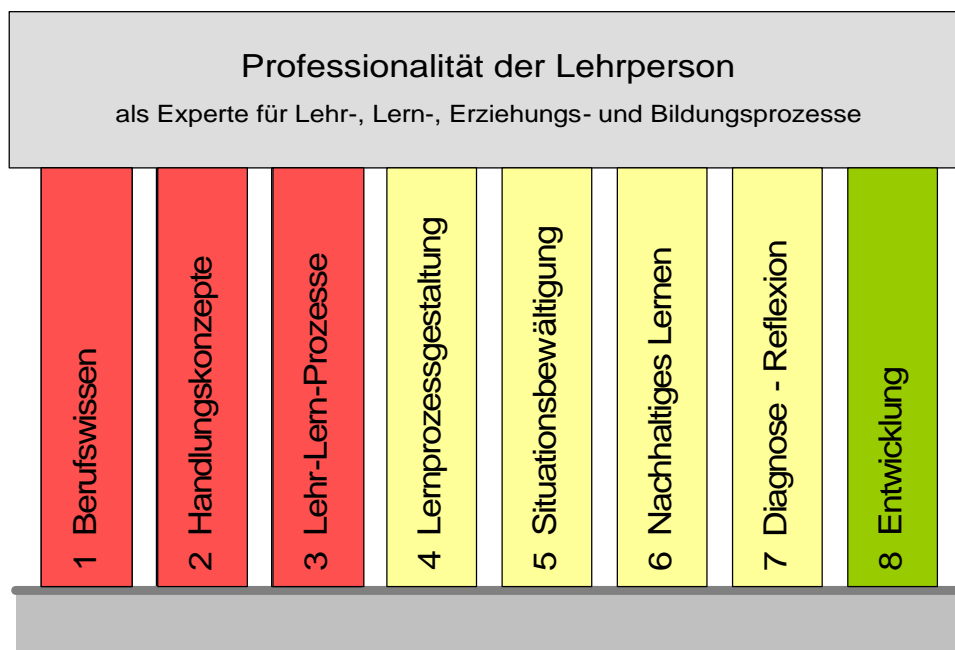 Professionalität der Lehrperson
als Experte für Lehr-, Lern-, Erziehungs- und Bildungsprozesse
1 Berufswissen
2 Handlungskonzepte
3 Lehr-Lern-Prozesse
4 Lernprozessgestaltung
5 Situationsbewältigung
6 Nachhaltiges Lernen
7 Diagnose - Reflexion
8 Entwicklung